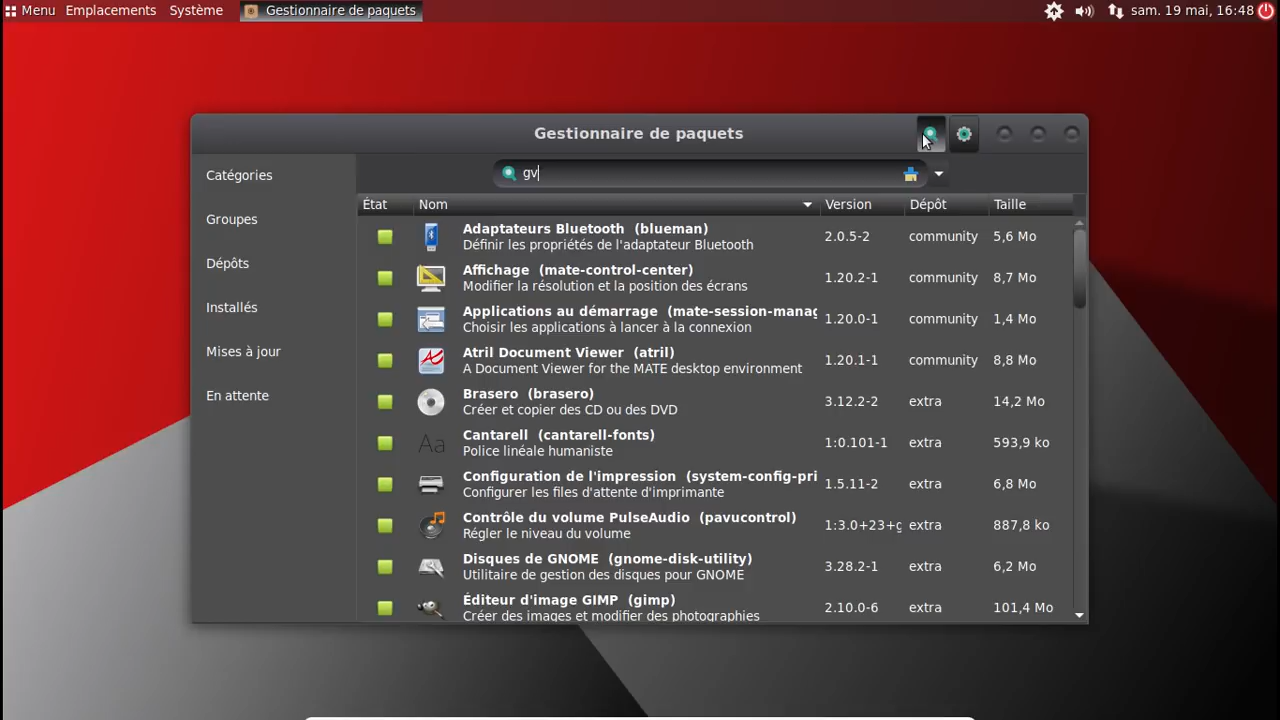 Menu Emplacements Système Gestionnaire de paquets sam. 19 mai, 16:48
Gestionnaire de paquets
gv
Catégories
Groupes
Dépôts
Installés
Mises à jour
En attente
État Nom Version Dépôt Taille
Adaptateurs Bluetooth (blueman)
Définir les propriétés de l'adaptateur Bluetooth
2.0.5-2 community 5,6 Mo
Affichage (mate-control-center)
Modifier la résolution et la position des écrans
1.20.2-1 community 8,7 Mo
Applications au démarrage (mate-session-manag
Choisir les applications à lancer à la connexion
1.20.0-1 community 1,4 Mo
Atril Document Viewer (atril)
A Document Viewer for the MATE desktop environment
1.20.1-1 community 8,8 Mo
Brasero (brasero)
Créer et copier des CD ou des DVD
3.12.2-2 extra 14,2 Mo
Aa
Cantarell (cantarell-fonts)
Police linéale humaniste
1:0.101-1 extra 593,9 ko
Configuration de l'impression (system-config-pri
Configurer les files d'attente d'imprimante
1.5.11-2 extra 6,8 Mo
Contrôle du volume PulseAudio (pavucontrol)
Régler le niveau du volume
1:3.0+23+g extra 887,8 ko
Disques de GNOME (gnome-disk-utility)
Utilitaire de gestion des disques pour GNOME
3.28.2-1 extra 6,2 Mo
Éditeur d'image GIMP (gimp)
Créer des images et modifier des photographies
2.10.0-6 extra 101,4 Mo